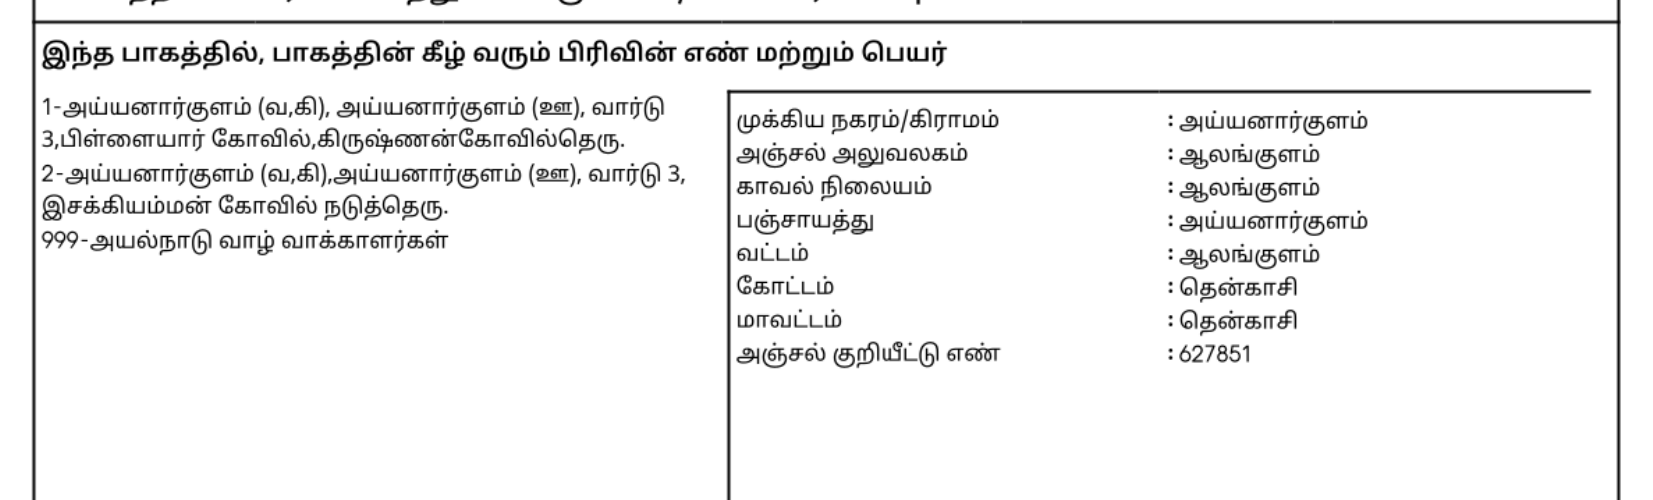 இந்த பாகத்தில், பாகத்தின் கீழ் வரும் பிரிவின் எண் மற்றும் பெயர்
1-அய்யனார்குளம் (வ,கி), அய்யனார்குளம் (ஊ), வார்டு
3,பிள்ளையார் கோவில்,கிருஷ்ணன்கோவில்தெரு.
2-அய்யனார்குளம் (வ,கி),அய்யனார்குளம் (ஊ), வார்டு 3,
இசக்கியம்மன் கோவில் நடுத்தெரு.
999-அயல்நாடு வாழ் வாக்காளர்கள்
முக்கிய நகரம்/கிராமம் : அய்யனார்குளம்
அஞ்சல் அலுவலகம் : ஆலங்குளம்
காவல் நிலையம் : ஆலங்குளம்
பஞ்சாயத்து : அய்யனார்குளம்
வட்டம் : ஆலங்குளம்
கோட்டம் : தென்காசி
மாவட்டம் : தென்காசி
அஞ்சல் குறியீட்டு எண் : 627851